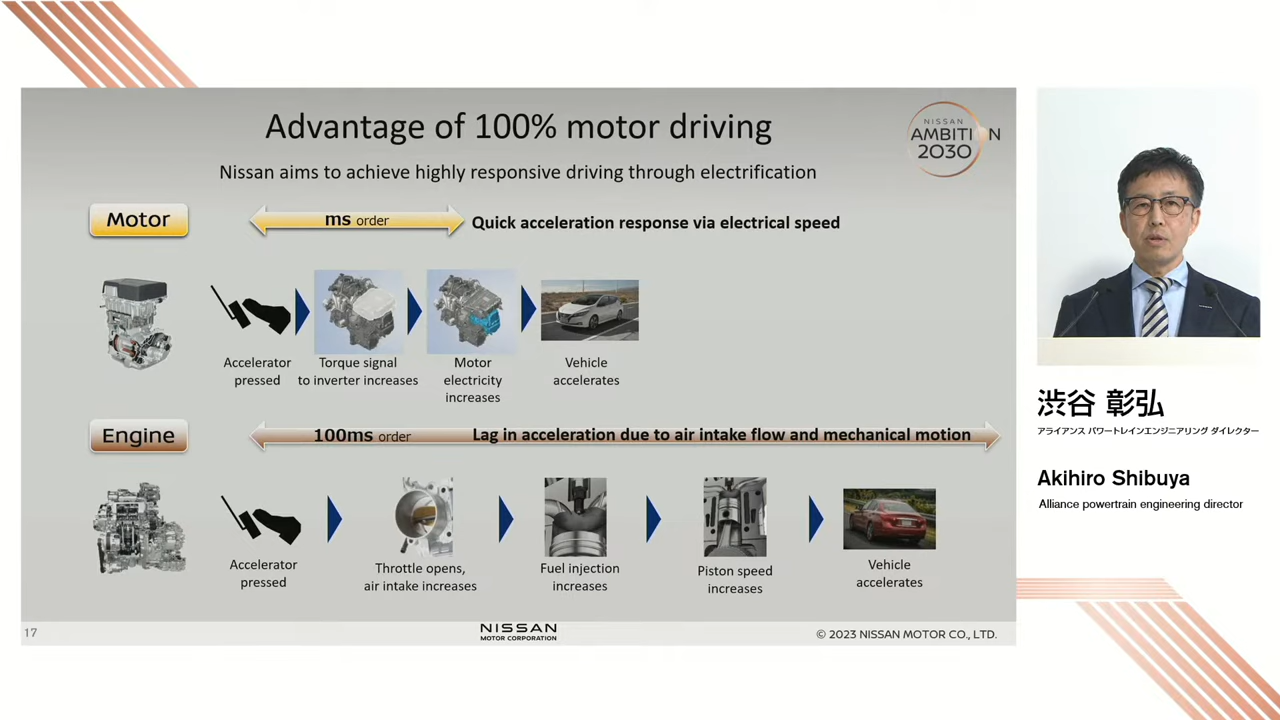 Advantage of 100% motor driving
NISSAN
AMBITION
2030
Nissan aims to achieve highly responsive driving through electrification
Motor
ms order
Quick acceleration response via electrical speed
Accelerator
pressed
Torque signal
to inverter increases
Motor
electricity
increases
Vehicle
accelerates
Engine
100ms order
Lag in acceleration due to air intake flow and mechanical motion
Accelerator
pressed
Throttle opens,
air intake increases
Fuel injection
increases
Piston speed
increases
Vehicle
accelerates
17
NISSAN
MOTOR CORPORATION
© 2023 NISSAN MOTOR CO., LTD.
渋谷 彰弘
アライアンス パワートレインエンジニアリング ダイレクター
Akihiro Shibuya
Alliance powertrain engineering director